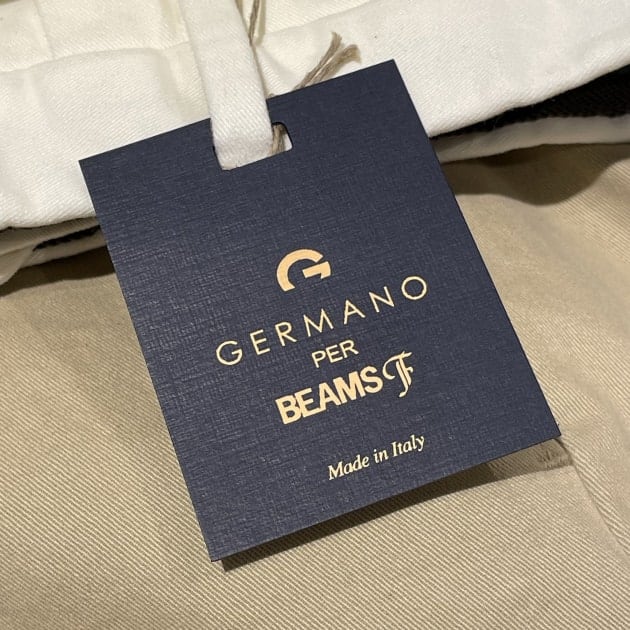 G
GERMANO
PER
BEAMS F
Made in Italy